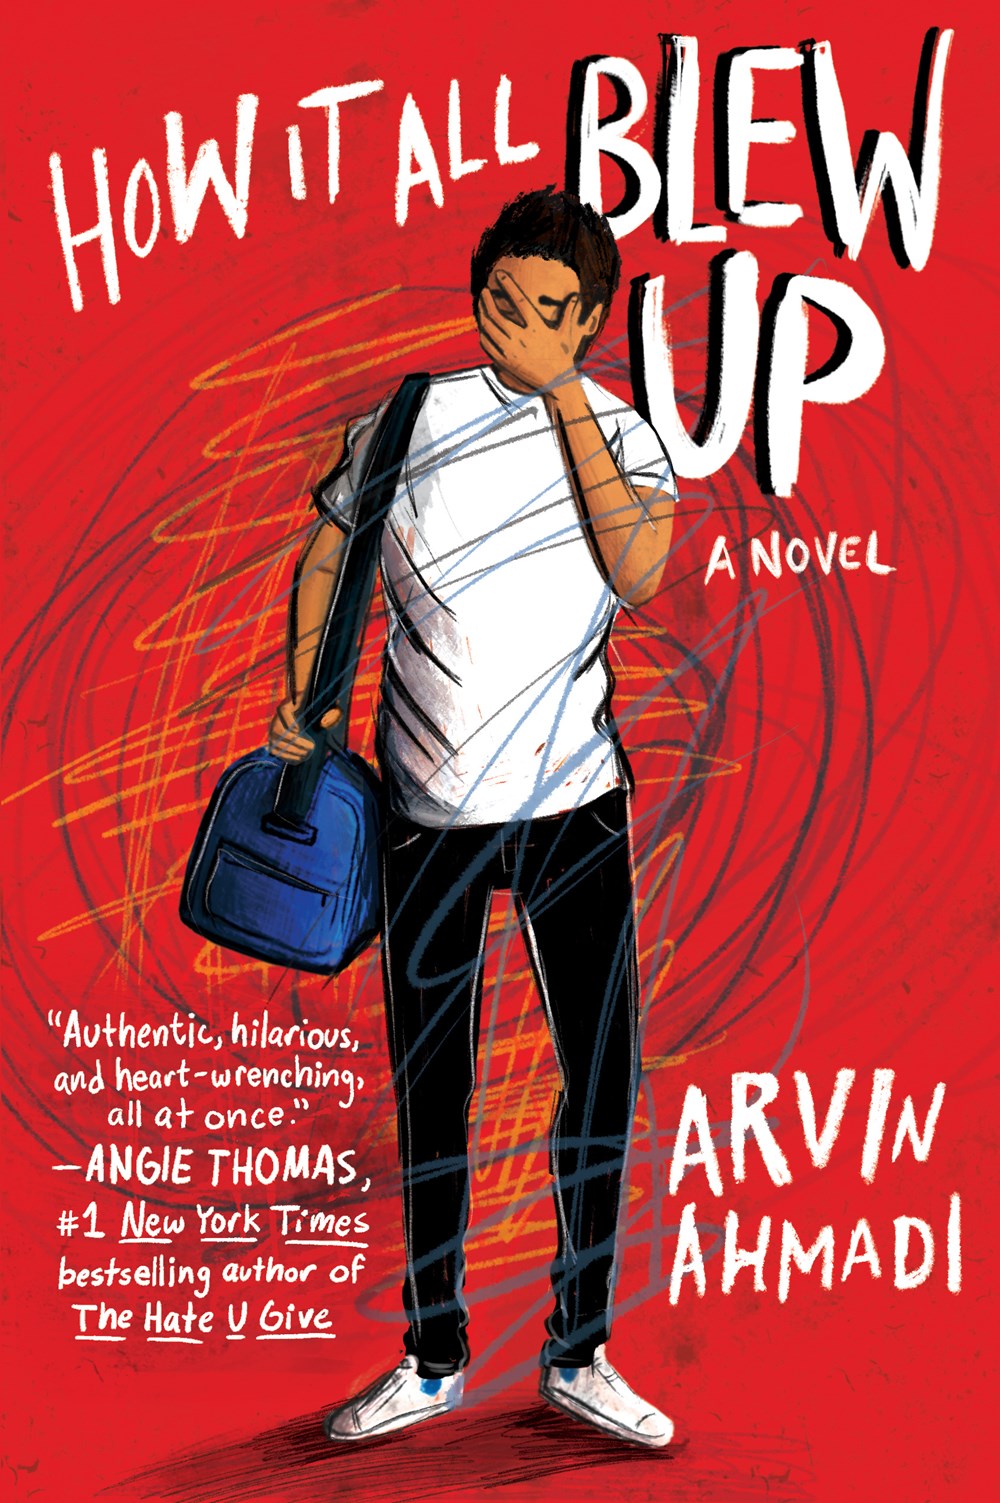 HOW IT ALL BLEW
UP
A NOVEL
“Authentic, hilarious,
and heart-wrenching,
all at once.”
—ANGIE THOMAS,
#1 New York Times
bestselling author of
The Hate U Give
ARVIN
AHMADI